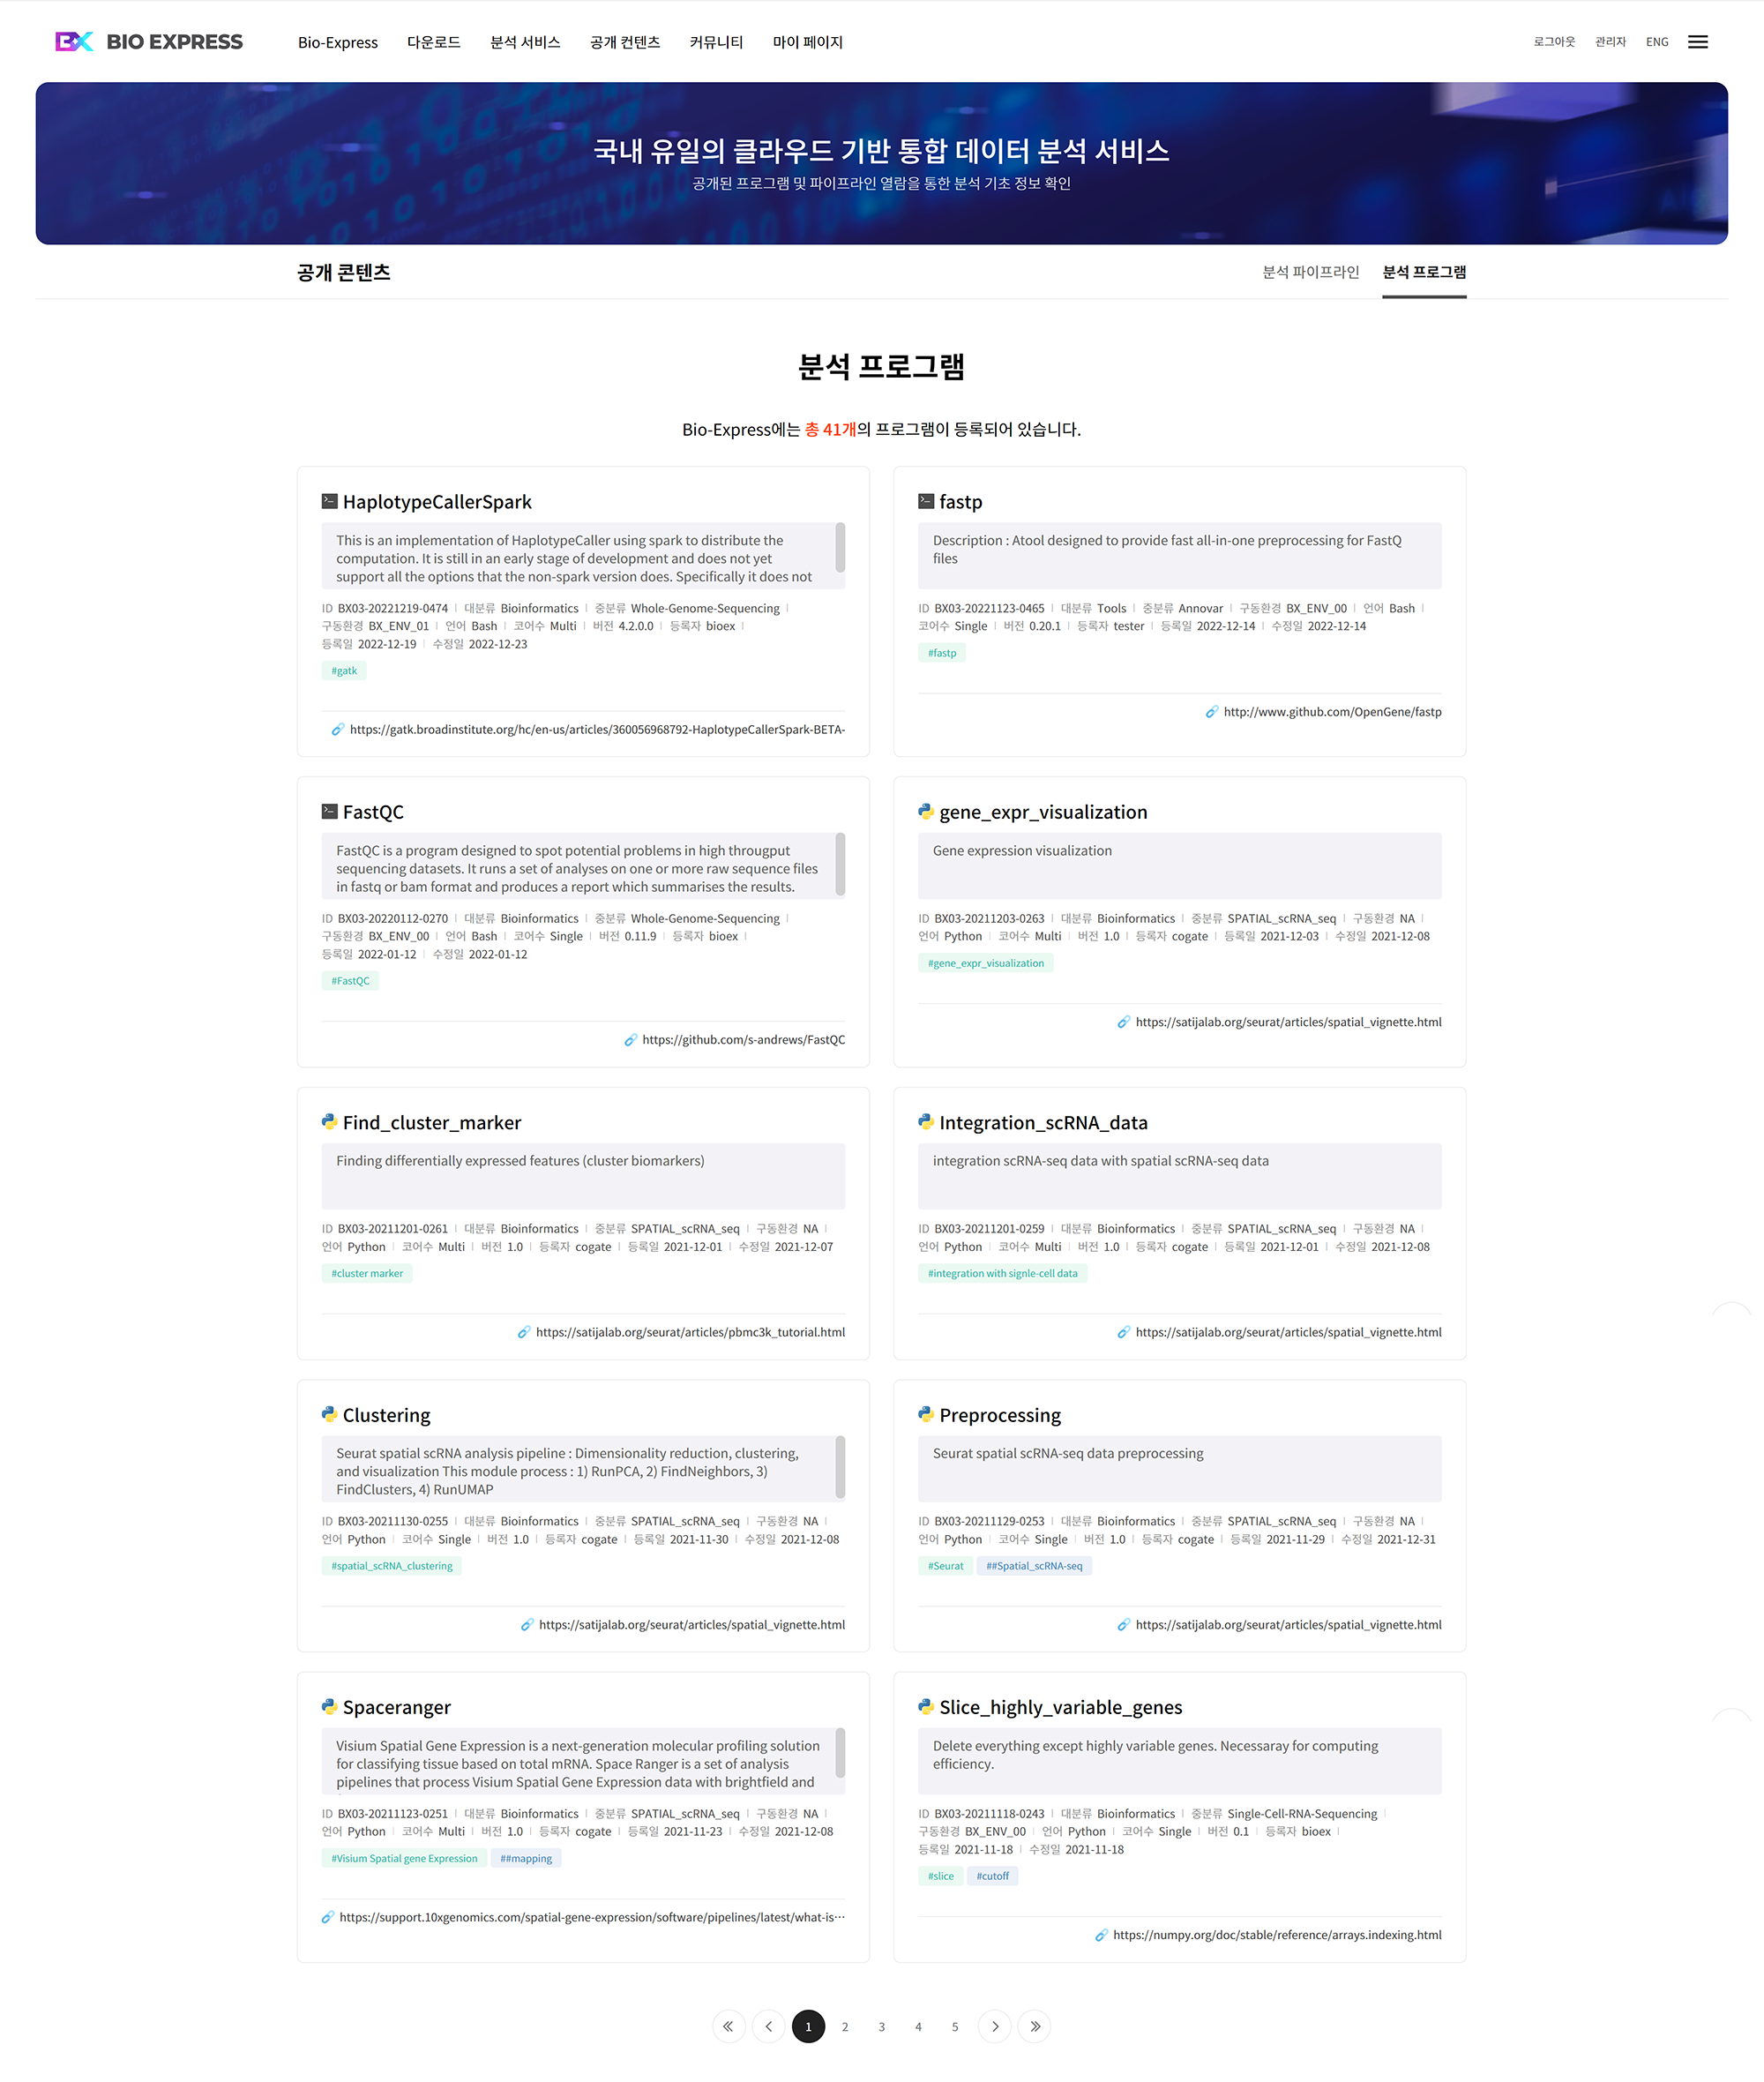 BIO EXPRESS
Bio-Express 다운로드 분석 서비스 공개 컨텐츠 커뮤니티 마이 페이지
로그아웃 관리자 ENG
국내 유일의 클라우드 기반 통합 데이터 분석 서비스
공개된 프로그램 및 파이프라인 열람을 통한 분석 기초 정보 확인
공개 콘텐츠
분석 파이프라인 분석 프로그램
분석 프로그램
Bio-Express에는 총 41개의 프로그램이 등록되어 있습니다.
HaplotypeCallerSpark
This is an implementation of HaplotypeCaller using spark to distribute the
computation. It is still in an early stage of development and does not yet
support all the options that the non-spark version does. Specifically it does not
ID BX03-20221219-0474 | 대분류 Bioinformatics | 중분류 Whole-Genome-Sequencing |
구동환경 BX_ENV_01 | 언어 Bash | 코어수 Multi | 버전 4.2.0.0 | 등록자 bioex |
등록일 2022-12-19 | 수정일 2022-12-23
#gatk
https://gatk.broadinstitute.org/hc/en-us/articles/360056968792-HaplotypeCallerSpark-BETA-
fastp
Description : Atool designed to provide fast all-in-one preprocessing for FastQ
files
ID BX03-20221123-0465 | 대분류 Tools | 중분류 Annovar | 구동환경 BX_ENV_00 | 언어 Bash |
코어수 Single | 버전 0.20.1 | 등록자 tester | 등록일 2022-12-14 | 수정일 2022-12-14
#fastp
http://www.github.com/OpenGene/fastp
FastQC
FastQC is a program designed to spot potential problems in high througput
sequencing datasets. It runs a set of analyses on one or more raw sequence files
in fastq or bam format and produces a report which summarises the results.
ID BX03-20220112-0270 | 대분류 Bioinformatics | 중분류 Whole-Genome-Sequencing |
구동환경 BX_ENV_00 | 언어 Bash | 코어수 Single | 버전 0.11.9 | 등록자 bioex |
등록일 2022-01-12 | 수정일 2022-01-12
#FastQC
https://github.com/s-andrews/FastQC
gene_expr_visualization
Gene expression visualization
ID BX03-20211203-0263 | 대분류 Bioinformatics | 중분류 SPATIAL_scRNA_seq | 구동환경 NA |
언어 Python | 코어수 Multi | 버전 1.0 | 등록자 cogate | 등록일 2021-12-03 | 수정일 2021-12-08
#gene_expr_visualization
https://satijalab.org/seurat/articles/spatial_vignette.html
Find_cluster_marker
Finding differentially expressed features (cluster biomarkers)
ID BX03-20211201-0261 | 대분류 Bioinformatics | 중분류 SPATIAL_scRNA_seq | 구동환경 NA |
언어 Python | 코어수 Multi | 버전 1.0 | 등록자 cogate | 등록일 2021-12-01 | 수정일 2021-12-07
#cluster marker
https://satijalab.org/seurat/articles/pbmc3k_tutorial.html
Integration_scRNA_data
integration scRNA-seq data with spatial scRNA-seq data
ID BX03-20211201-0259 | 대분류 Bioinformatics | 중분류 SPATIAL_scRNA_seq | 구동환경 NA |
언어 Python | 코어수 Multi | 버전 1.0 | 등록자 cogate | 등록일 2021-12-01 | 수정일 2021-12-08
#integration with signle-cell data
https://satijalab.org/seurat/articles/spatial_vignette.html
Clustering
Seurat spatial scRNA analysis pipeline : Dimensionality reduction, clustering,
and visualization This module process : 1) RunPCA, 2) FindNeighbors, 3)
FindClusters, 4) RunUMAP
ID BX03-20211130-0255 | 대분류 Bioinformatics | 중분류 SPATIAL_scRNA_seq | 구동환경 NA |
언어 Python | 코어수 Single | 버전 1.0 | 등록자 cogate | 등록일 2021-11-30 | 수정일 2021-12-08
#spatial_scRNA_clustering
https://satijalab.org/seurat/articles/spatial_vignette.html
Preprocessing
Seurat spatial scRNA-seq data preprocessing
ID BX03-20211129-0253 | 대분류 Bioinformatics | 중분류 SPATIAL_scRNA_seq | 구동환경 NA |
언어 Python | 코어수 Single | 버전 1.0 | 등록자 cogate | 등록일 2021-11-29 | 수정일 2021-12-31
#Seurat ##Spatial_scRNA-seq
https://satijalab.org/seurat/articles/spatial_vignette.html
Spaceranger
Visium Spatial Gene Expression is a next-generation molecular profiling solution
for classifying tissue based on total mRNA. Space Ranger is a set of analysis
pipelines that process Visium Spatial Gene Expression data with brightfield and
ID BX03-20211123-0251 | 대분류 Bioinformatics | 중분류 SPATIAL_scRNA_seq | 구동환경 NA |
언어 Python | 코어수 Multi | 버전 1.0 | 등록자 cogate | 등록일 2021-11-23 | 수정일 2021-12-08
#Visium Spatial gene Expression ##mapping
https://support.10xgenomics.com/spatial-gene-expression/software/pipelines/latest/what-is…
Slice_highly_variable_genes
Delete everything except highly variable genes. Necessaray for computing
efficiency.
ID BX03-20211118-0243 | 대분류 Bioinformatics | 중분류 Single-Cell-RNA-Sequencing |
구동환경 BX_ENV_00 | 언어 Python | 코어수 Single | 버전 0.1 | 등록자 bioex |
등록일 2021-11-18 | 수정일 2021-11-18
#slice #cutoff
https://numpy.org/doc/stable/reference/arrays.indexing.html
1 2 3 4 5